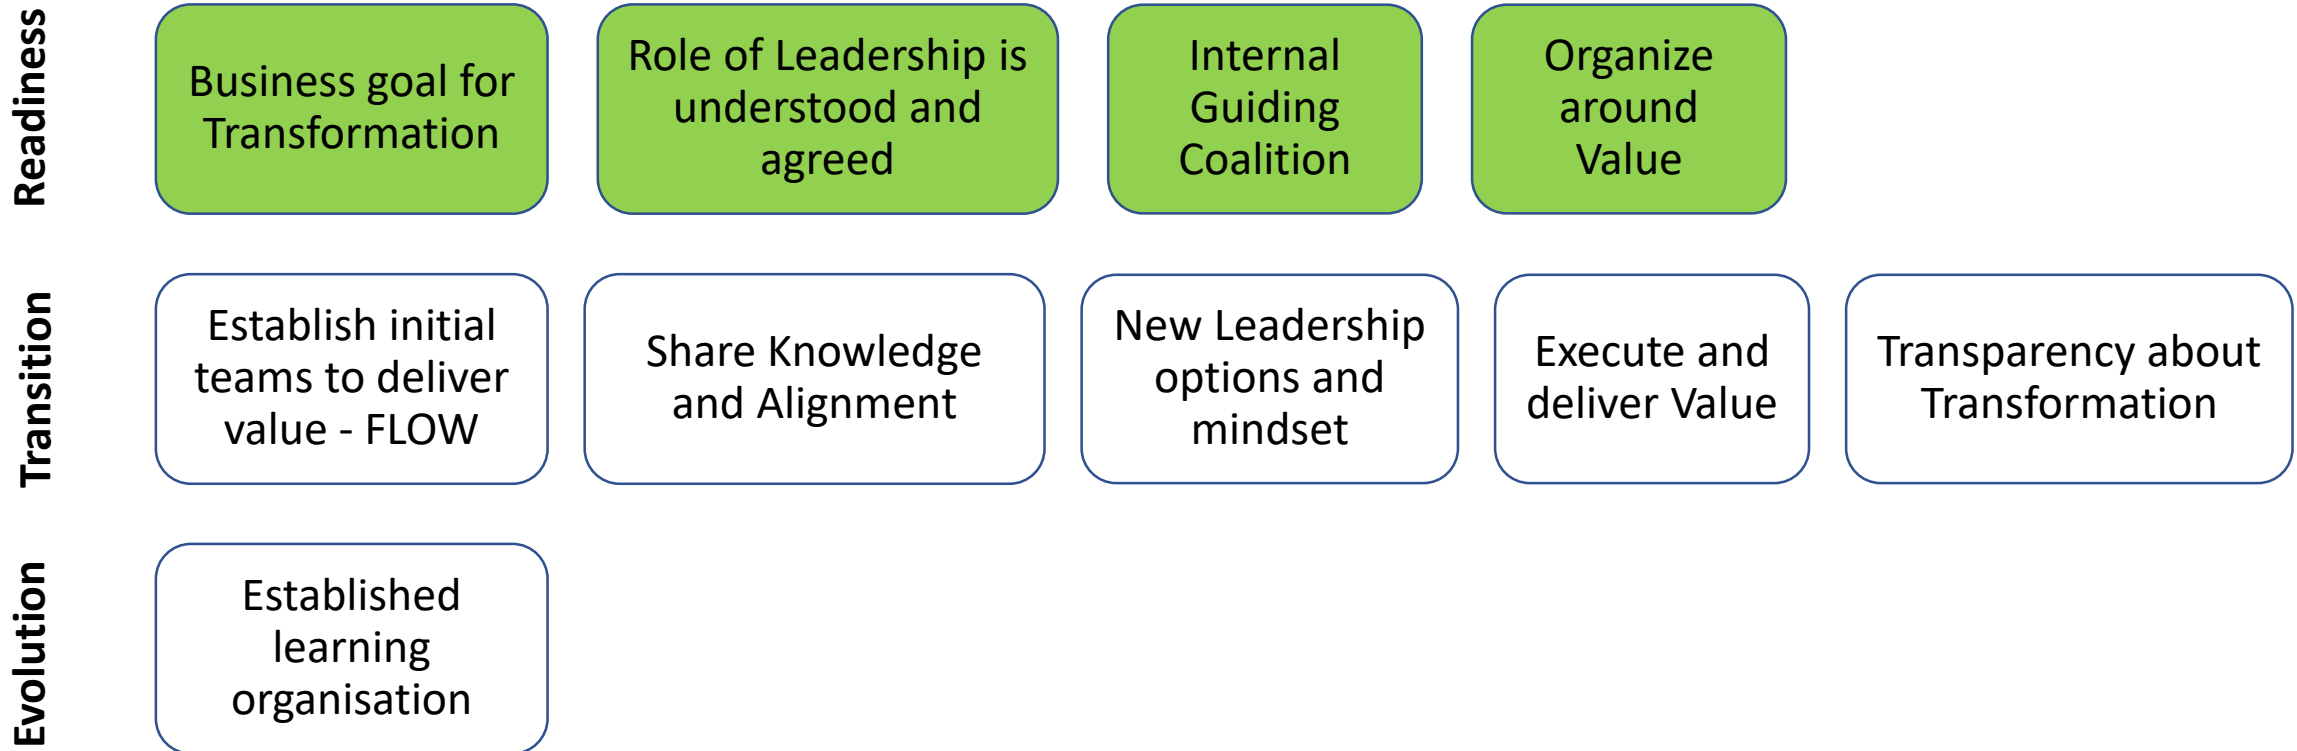 Readiness
Business goal for
Transformation
Role of Leadership is
understood and
agreed
Internal
Guiding
Coalition
Organize
around
Value
Transition
Establish initial
teams to deliver
value - FLOW
Share Knowledge
and Alignment
New Leadership
options and
mindset
Execute and
deliver Value
Transparency about
Transformation
Evolution
Established
learning
organisation